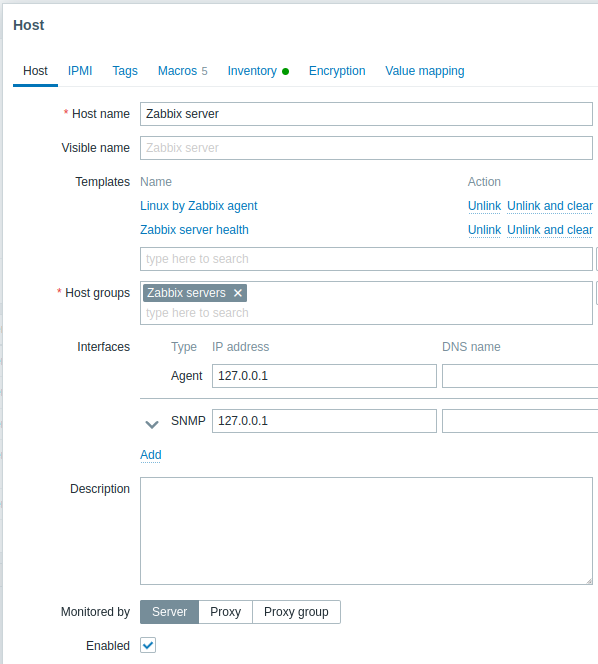 Host
Host IPMI Tags Macros 5 Inventory Encryption Value mapping
* Host name Zabbix server
Visible name Zabbix server
Templates Name Action
Linux by Zabbix agent Unlink Unlink and clear
Zabbix server health Unlink Unlink and clear
type here to search
* Host groups Zabbix servers ×
type here to search
Interfaces Type IP address DNS name
Agent 127.0.0.1
SNMP 127.0.0.1
Add
Description
Monitored by Server Proxy Proxy group
Enabled